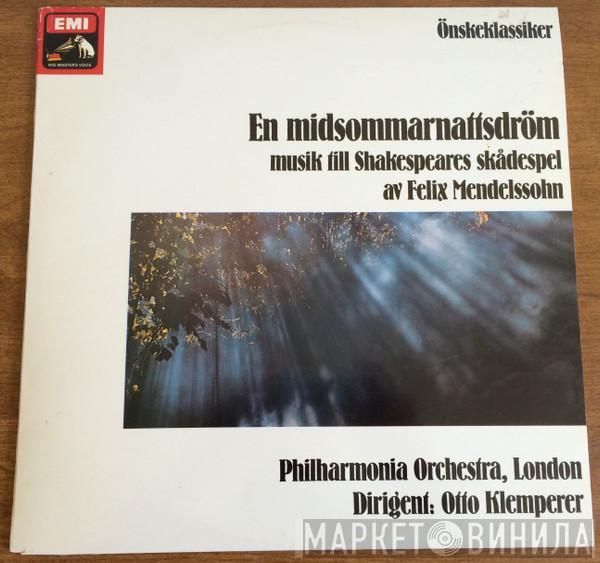 EMI
HIS MASTER'S VOICE
Önskeklassiker
En midsommarnattsdröm
musik till Shakespeares skådespel
av Felix Mendelssohn
Philharmonia Orchestra, London
Dirigent: Otto Klemperer
МАРКЕТ ВИНИЛА